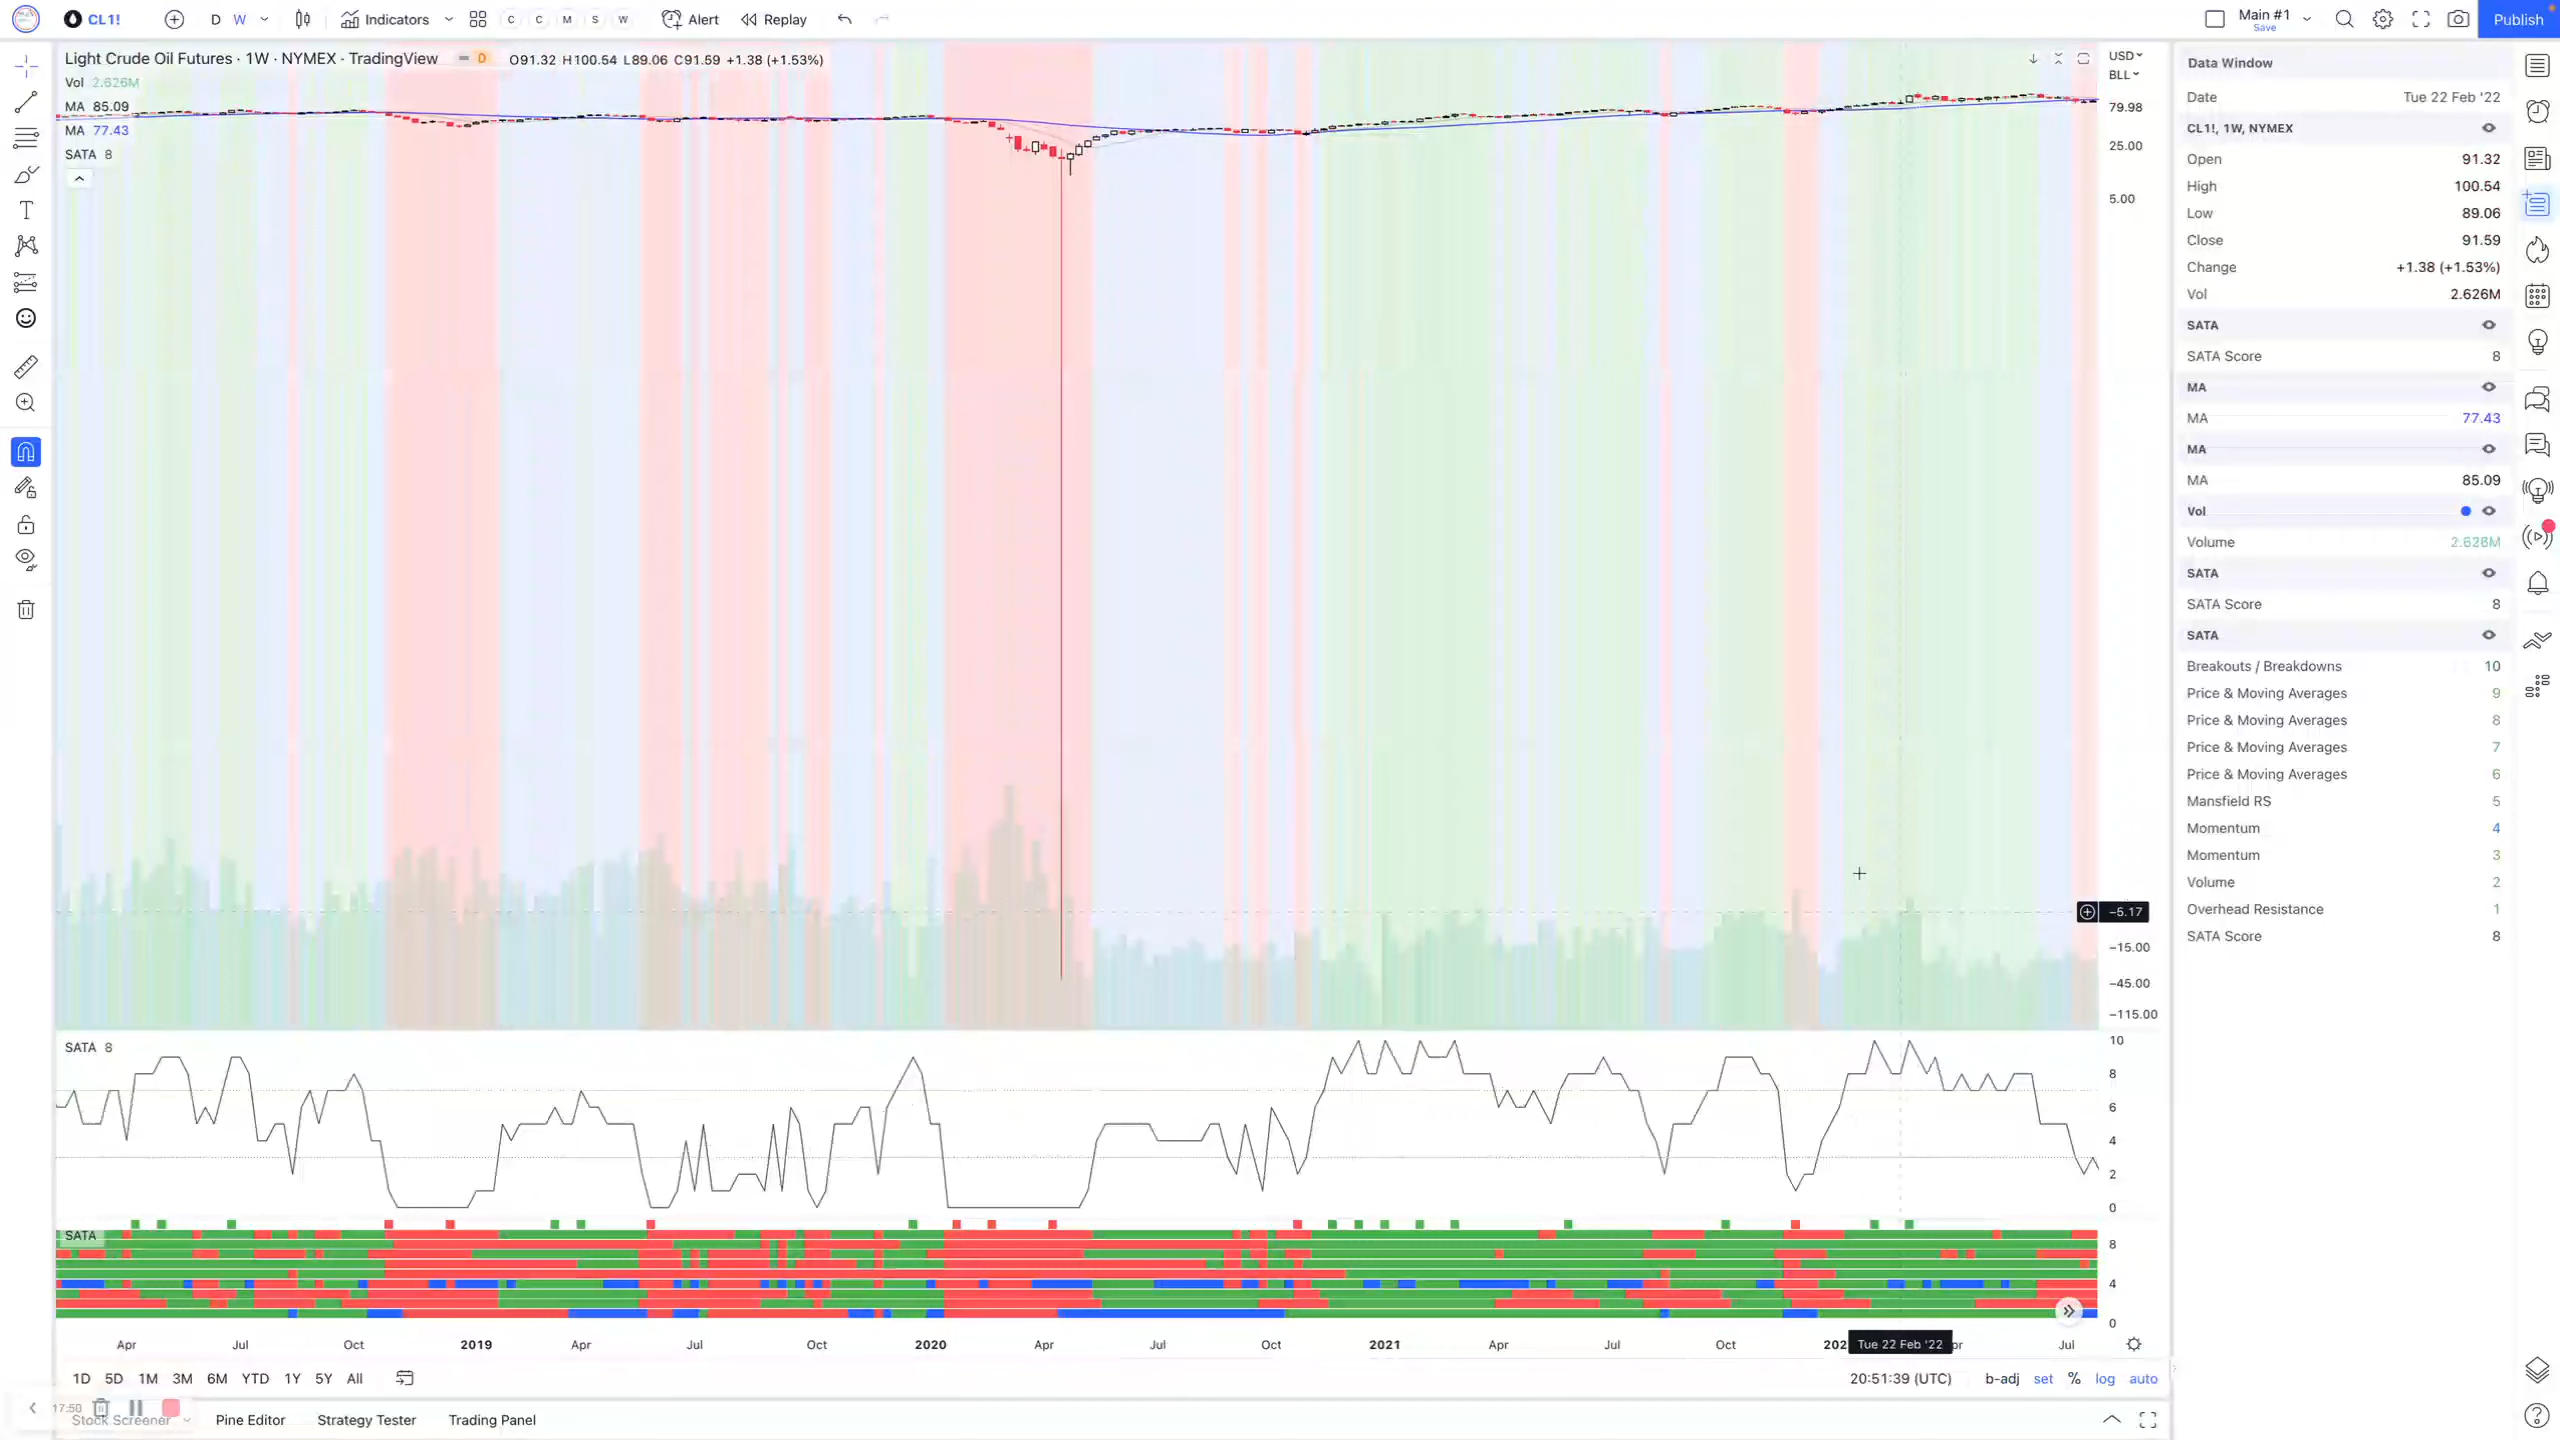 CL1! D W Indicators C C M S W Alert Replay Main #1 Save Publish
Light Crude Oil Futures · 1W · NYMEX · TradingView D O91.32 H100.54 L89.06 C91.59 +1.38 (+1.53%)
Vol 2.626M
MA 85.09
MA 77.43
SATA 8
USD
BLL
79.98
25.00
5.00
−5.17
−15.00
−45.00
−115.00
SATA 8
10
8
6
4
2
0
SATA
8
4
0
Apr Jul Oct 2019 Apr Jul Oct 2020 Apr Jul Oct 2021 Apr Jul Oct 202 Tue 22 Feb '22 pr Jul
1D 5D 1M 3M 6M YTD 1Y 5Y All 20:51:39 (UTC) b-adj set % log auto
17:50
Stock Screener Pine Editor Strategy Tester Trading Panel
Data Window
Date Tue 22 Feb '22
CL1!, 1W, NYMEX
Open 91.32
High 100.54
Low 89.06
Close 91.59
Change +1.38 (+1.53%)
Vol 2.626M
SATA
SATA Score 8
MA
MA 77.43
MA
MA 85.09
Vol
Volume 2.626M
SATA
SATA Score 8
SATA
Breakouts / Breakdowns 10
Price & Moving Averages 9
Price & Moving Averages 8
Price & Moving Averages 7
Price & Moving Averages 6
Mansfield RS 5
Momentum 4
Momentum 3
Volume 2
Overhead Resistance 1
SATA Score 8